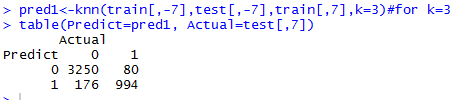 > pred1<-knn(train[,-7],test[,-7],train[,7],k=3)#for k=3
> table(Predict=pred1, Actual=test[,7])
Actual
Predict 0 1
0 3250 80
1 176 994
>